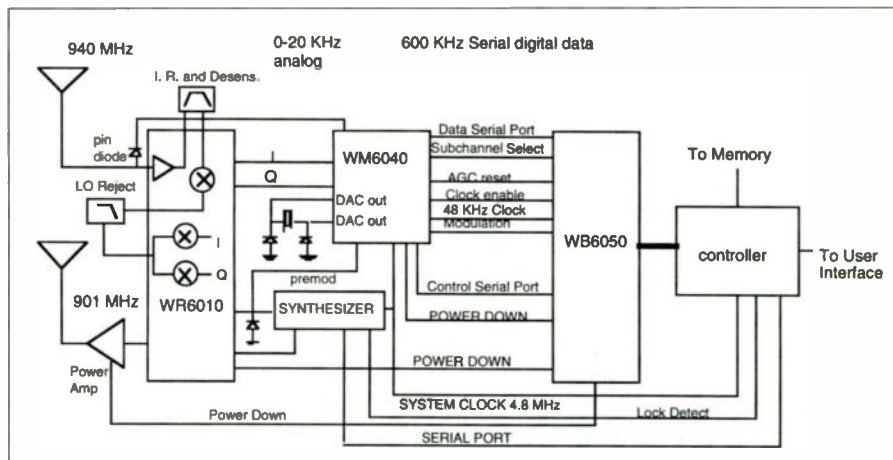 940 MHz
0-20 KHz
analog
600 KHz Serial digital data
I. R. and Desens.
pin
diode
LO Reject
I
Q
WM6040
DAC out
DAC out
Data Serial Port
Subchannel Select
AGC reset
Clock enable
48 KHz Clock
Modulation
WB6050
To Memory
controller
To User
Interface
I
Q
premod
Control Serial Port
901 MHz
WR6010
SYNTHESIZER
POWER DOWN
Power
Amp
POWER DOWN
SYSTEM CLOCK 4.8 MHz
Power Down
Lock Detect
SERIAL PORT